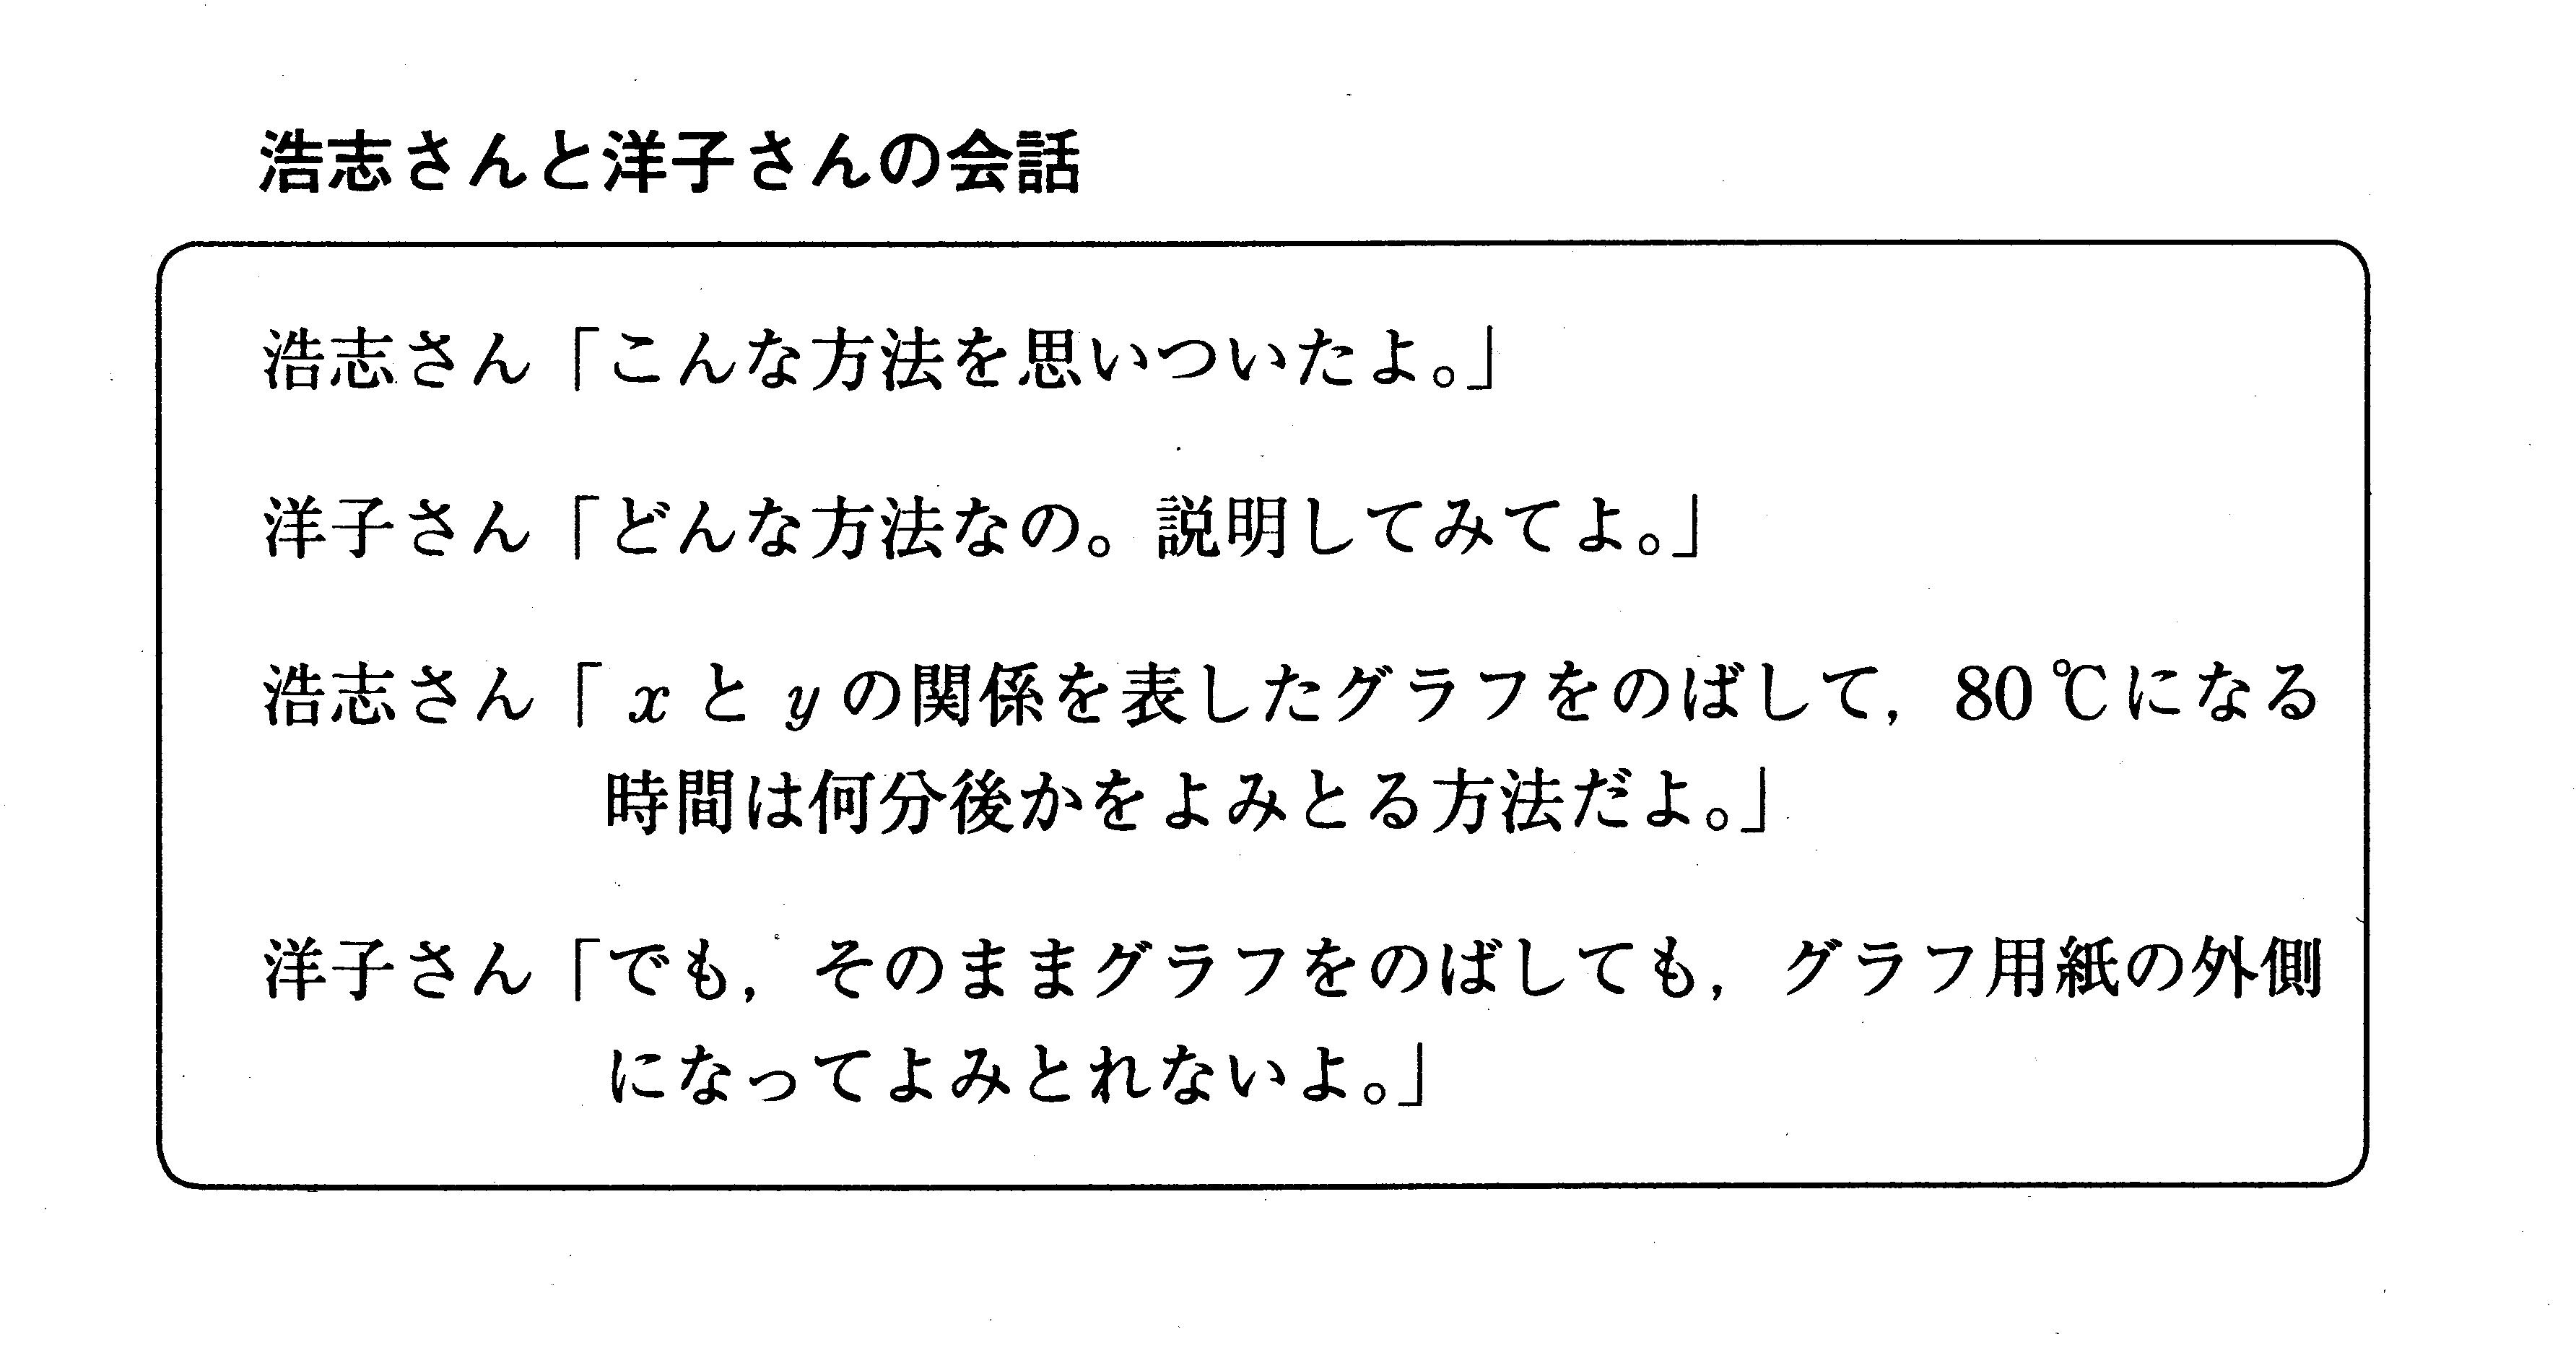 浩志さんと洋子さんの会話
浩志さん「こんな方法を思いついたよ。」
洋子さん「どんな方法なの。説明してみてよ。」
浩志さん「xとyの関係を表したグラフをのばして，80℃になる
時間は何分後かをよみとる方法だよ。」
洋子さん「でも，そのままグラフをのばしても，グラフ用紙の外側
になってよみとれないよ。」